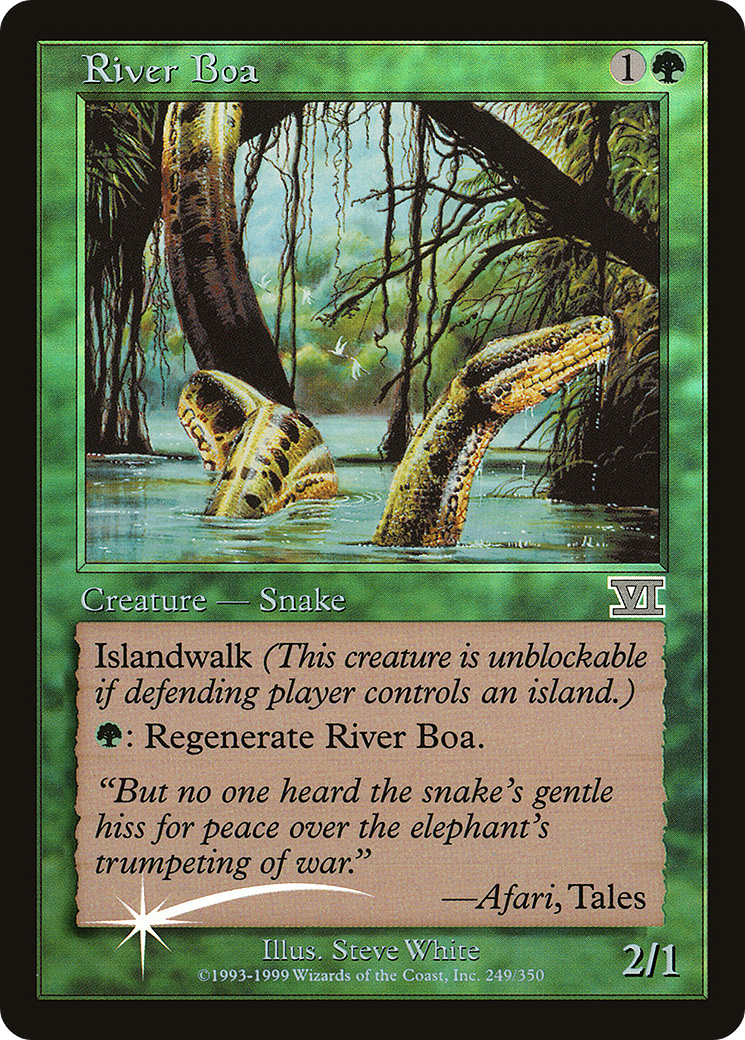 River Boa
1
Creature — Snake
VI
Islandwalk (This creature is unblockable
if defending player controls an island.)
: Regenerate River Boa.
“But no one heard the snake’s gentle
hiss for peace over the elephant’s
trumpeting of war.”
—Afari, Tales
Illus. Steve White
©1993-1999 Wizards of the Coast, Inc. 249/350
2/1